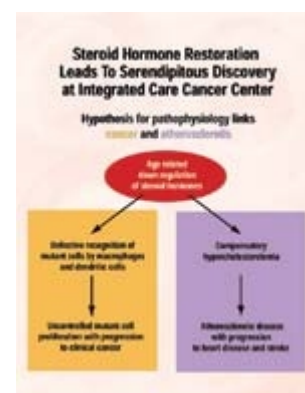 Steroid Hormone Restoration
Leads To Serendipitous Discovery
at Integrated Care Cancer Center
Hypothesis for pathophysiology links
cancer and atherosclerosis
Age related
down regulation
of steroid hormones
Defective recognition of
mutant cells by macrophages
and dendritic cells
Compensatory
hypercholesterolemia
Uncontrolled mutant cell
proliferation with progression
to clinical cancer
Atherosclerotic disease
with progression
to heart disease and stroke